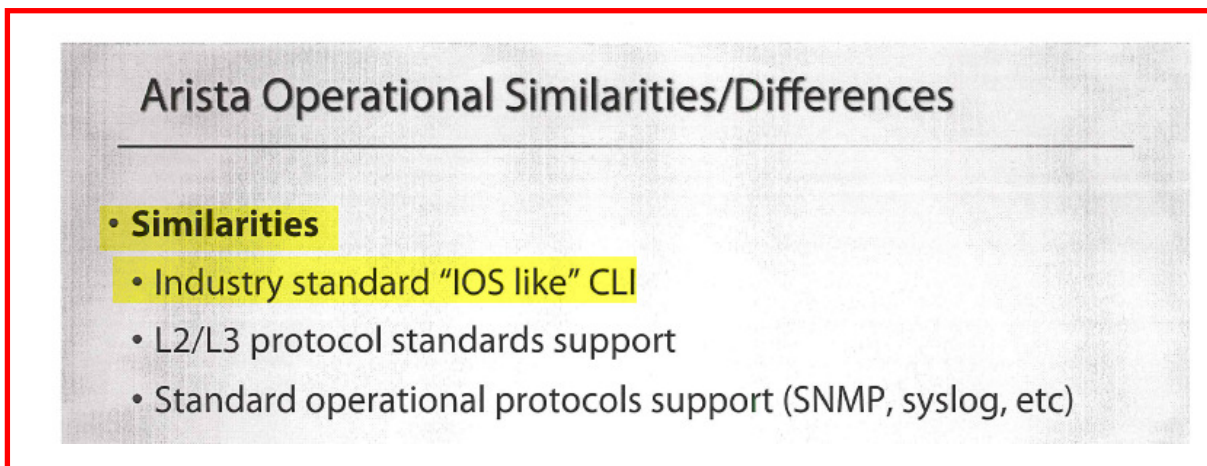 Arista Operational Similarities/Differences
• Similarities
• Industry standard “IOS like” CLI
• L2/L3 protocol standards support
• Standard operational protocols support (SNMP, syslog, etc)